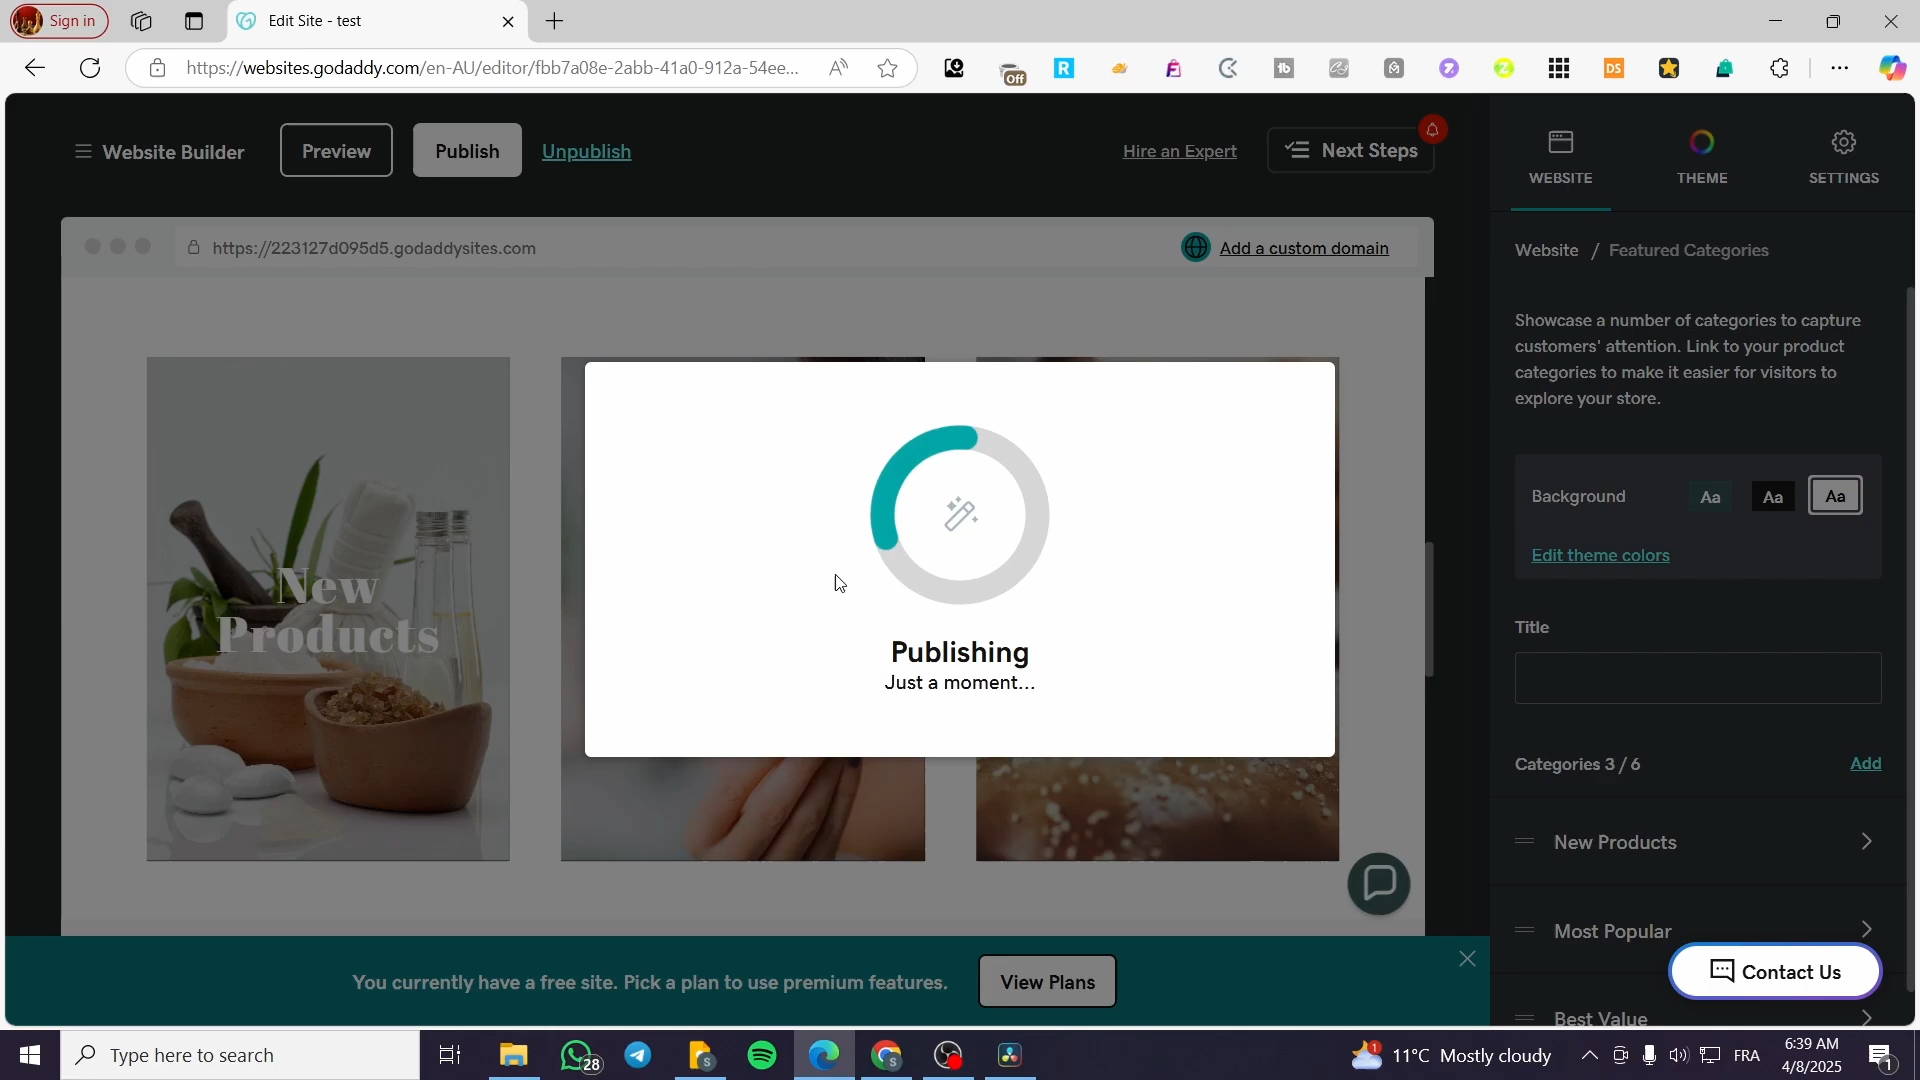 Sign in
Edit Site - test
https://websites.godaddy.com/en-AU/editor/fbb7a08e-2abb-41a0-912a-54ee...
Off
Website Builder
Preview
Publish
Unpublish
Hire an Expert
Next Steps
WEBSITE
THEME
SETTINGS
https://223127d095d5.godaddysites.com
Add a custom domain
Website / Featured Categories
Showcase a number of categories to capture
customers' attention. Link to your product
categories to make it easier for visitors to
explore your store.
Background
Aa
Aa
Aa
Edit theme colors
New
Products
Publishing
Just a moment...
Title
Categories 3 / 6
Add
New Products
Most Popular
Best Value
Contact Us
You currently have a free site. Pick a plan to use premium features.
View Plans
Type here to search
28
1
11°C Mostly cloudy
FRA
6:39 AM
4/8/2025
1